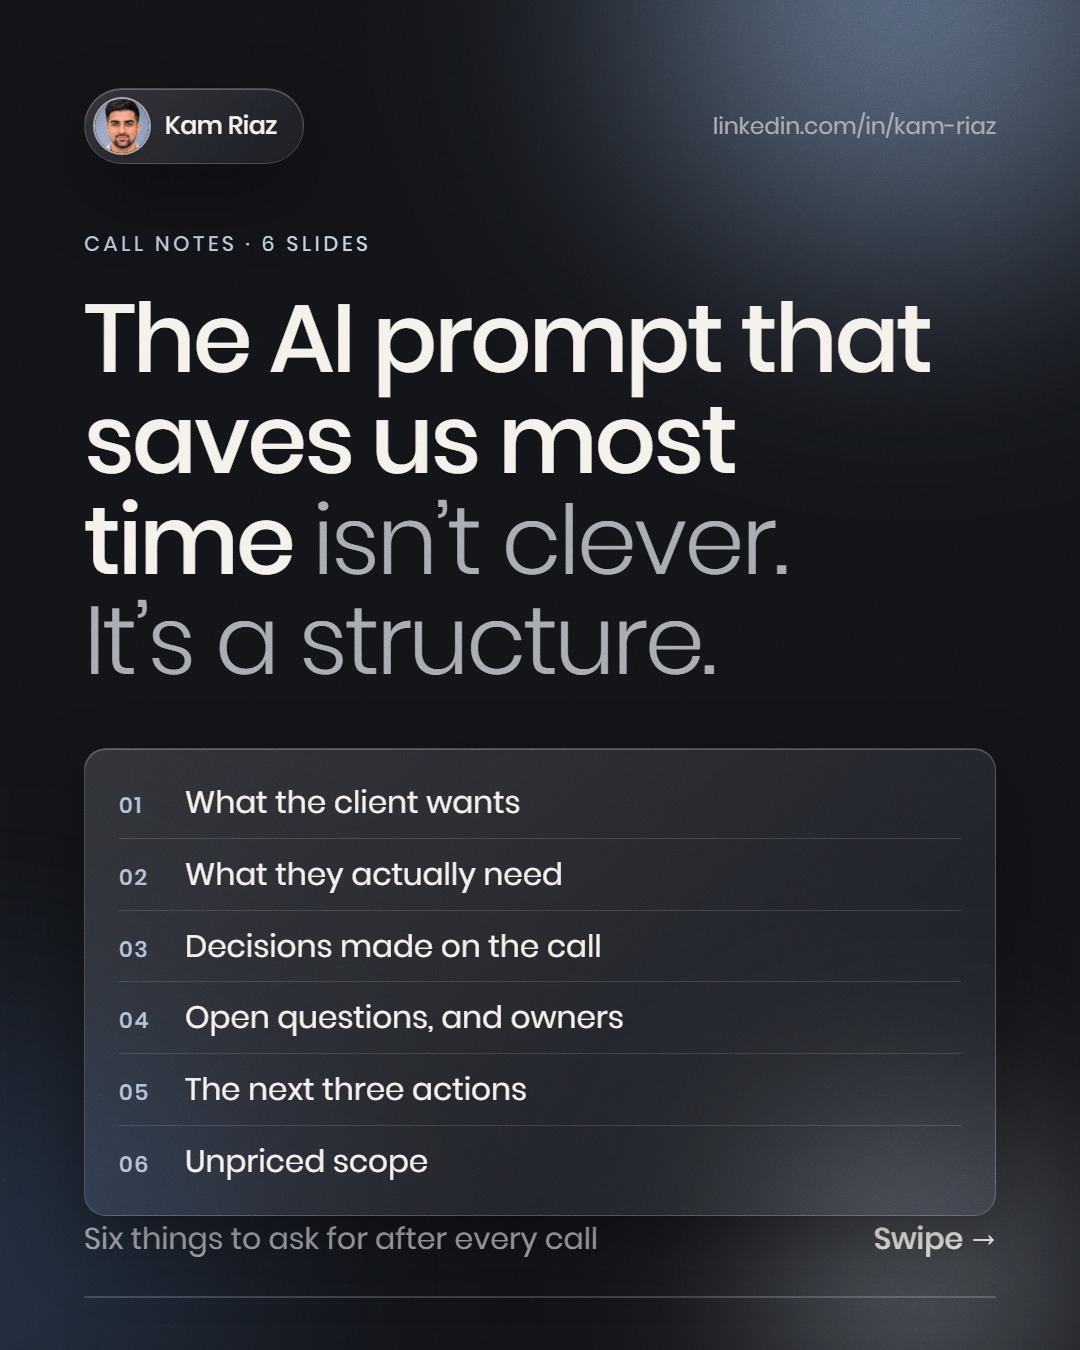 Kam Riaz
linkedin.com/in/kam-riaz
CALL NOTES · 6 SLIDES
The AI prompt that
saves us most
time isn’t clever.
It’s a structure.
01 What the client wants
02 What they actually need
03 Decisions made on the call
04 Open questions, and owners
05 The next three actions
06 Unpriced scope
Six things to ask for after every call
Swipe →